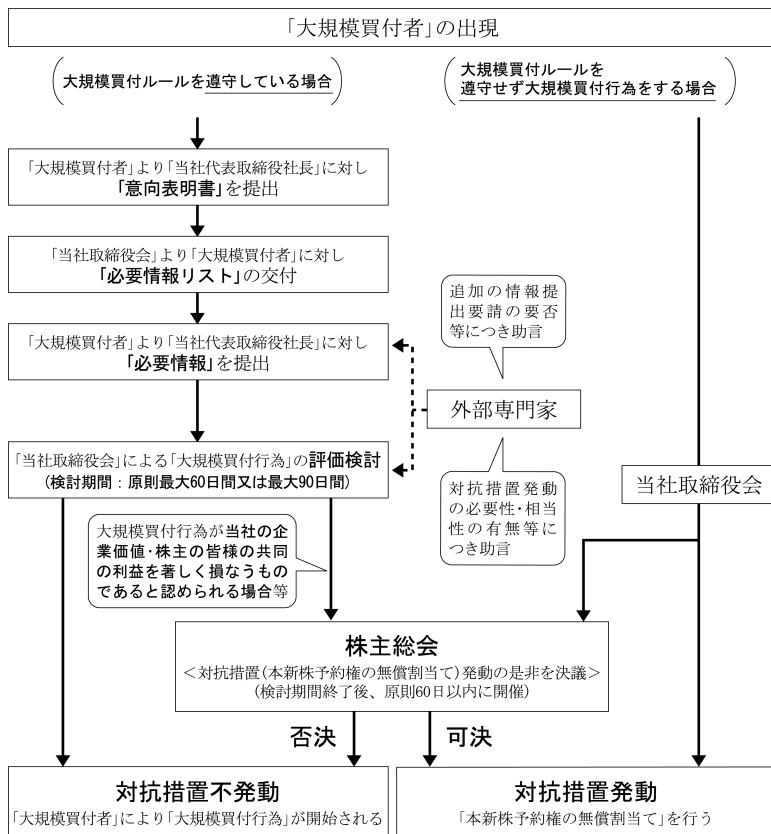 「大規模買付者」の出現
(大規模買付ルールを遵守している場合)
(大規模買付ルールを
遵守せず大規模買付行為をする場合)
「大規模買付者」より「当社代表取締役社長」に対し
「意向表明書」を提出
「当社取締役会」より「大規模買付者」に対し
「必要情報リスト」の交付
「大規模買付者」より「当社代表取締役社長」に対し
「必要情報」を提出
追加の情報提
出要請の要否
等につき助言
外部専門家
「当社取締役会」による「大規模買付行為」の評価検討
(検討期間：原則最大60日間又は最大90日間)
対抗措置発動
の必要性・相当
性の有無等に
つき助言
当社取締役会
大規模買付行為が当社の企
業価値・株主の皆様の共同
の利益を著しく損なうもの
であると認められる場合等
株主総会
＜対抗措置(本新株予約権の無償割当て)発動の是非を決議＞
(検討期間終了後、原則60日以内に開催)
否決
可決
対抗措置不発動
「大規模買付者」により「大規模買付行為」が開始される
対抗措置発動
「本新株予約権の無償割当て」を行う